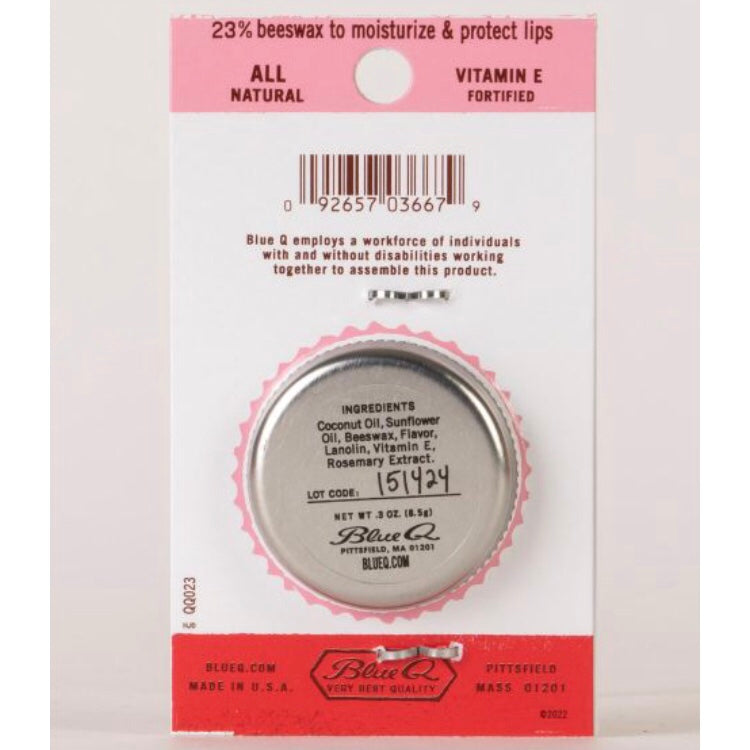 23% beeswax to moisturize & protect lips
ALL
NATURAL
VITAMIN E
FORTIFIED
0 92657 03667 9
Blue Q employs a workforce of individuals
with and without disabilities working
together to assemble this product.
INGREDIENTS
Coconut Oil, Sunflower
Oil, Beeswax, Flavor,
Lanolin, Vitamin E,
Rosemary Extract.
LOT CODE: 151424
NET WT .3 OZ. (8.5g)
Blue Q
PITTSFIELD, MA 01201
BLUEQ.COM
QQ023
BLUEQ.COM
MADE IN U.S.A.
Blue Q
VERY BEST QUALITY
PITTSFIELD
MASS 01201
©2022